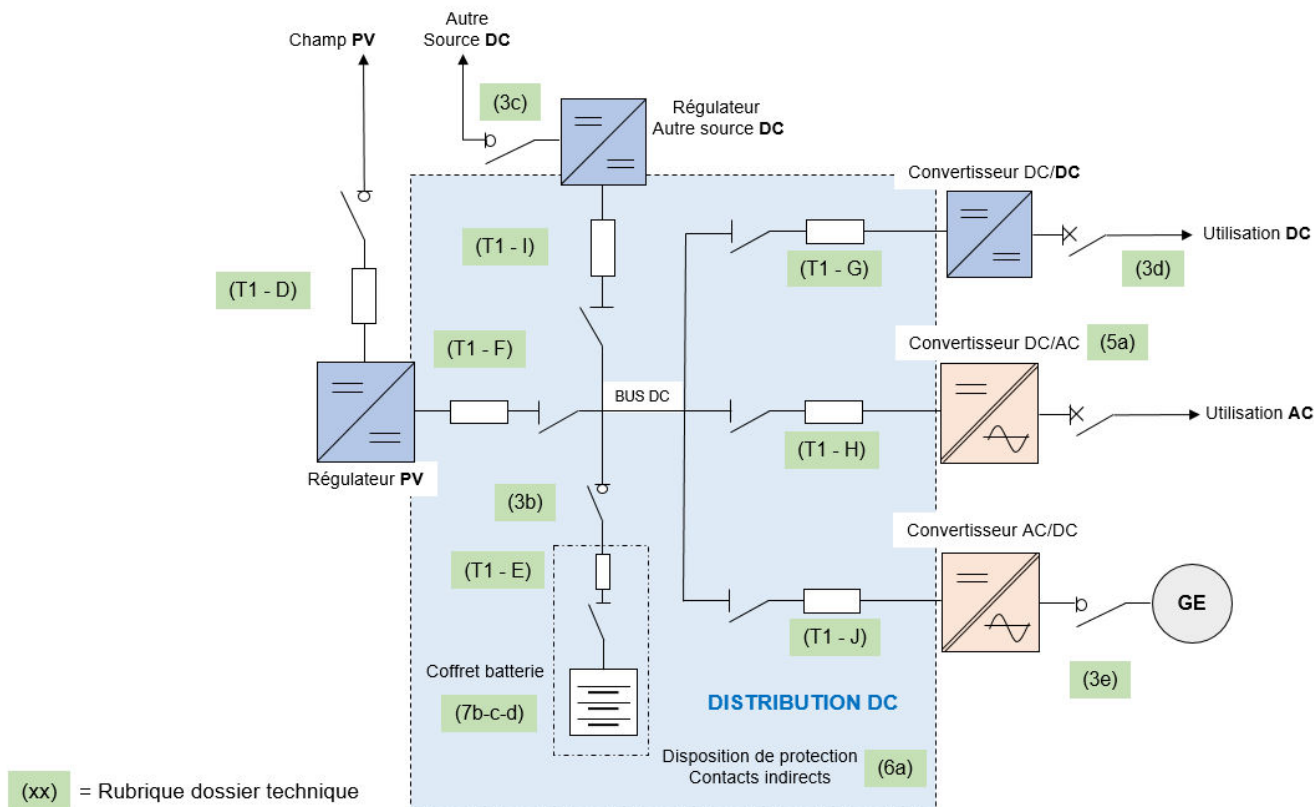 Autre
Champ PV
Source DC
(3c)
Régulateur
Autre source DC
Convertisseur DC/DC
(T1 - I)
Utilisation DC
(T1 - G)
(3d)
(T1 - D)
(T1 - F)
Convertisseur DC/AC
(5a)
BUS DC
Utilisation AC
(T1 - H)
Régulateur PV
(3b)
Convertisseur AC/DC
(T1 - E)
GE
(T1 - J)
Coffret batterie
(3e)
(7b-c-d)
DISTRIBUTION DC
Disposition de protection
Contacts indirects
(6a)
(xx) = Rubrique dossier technique